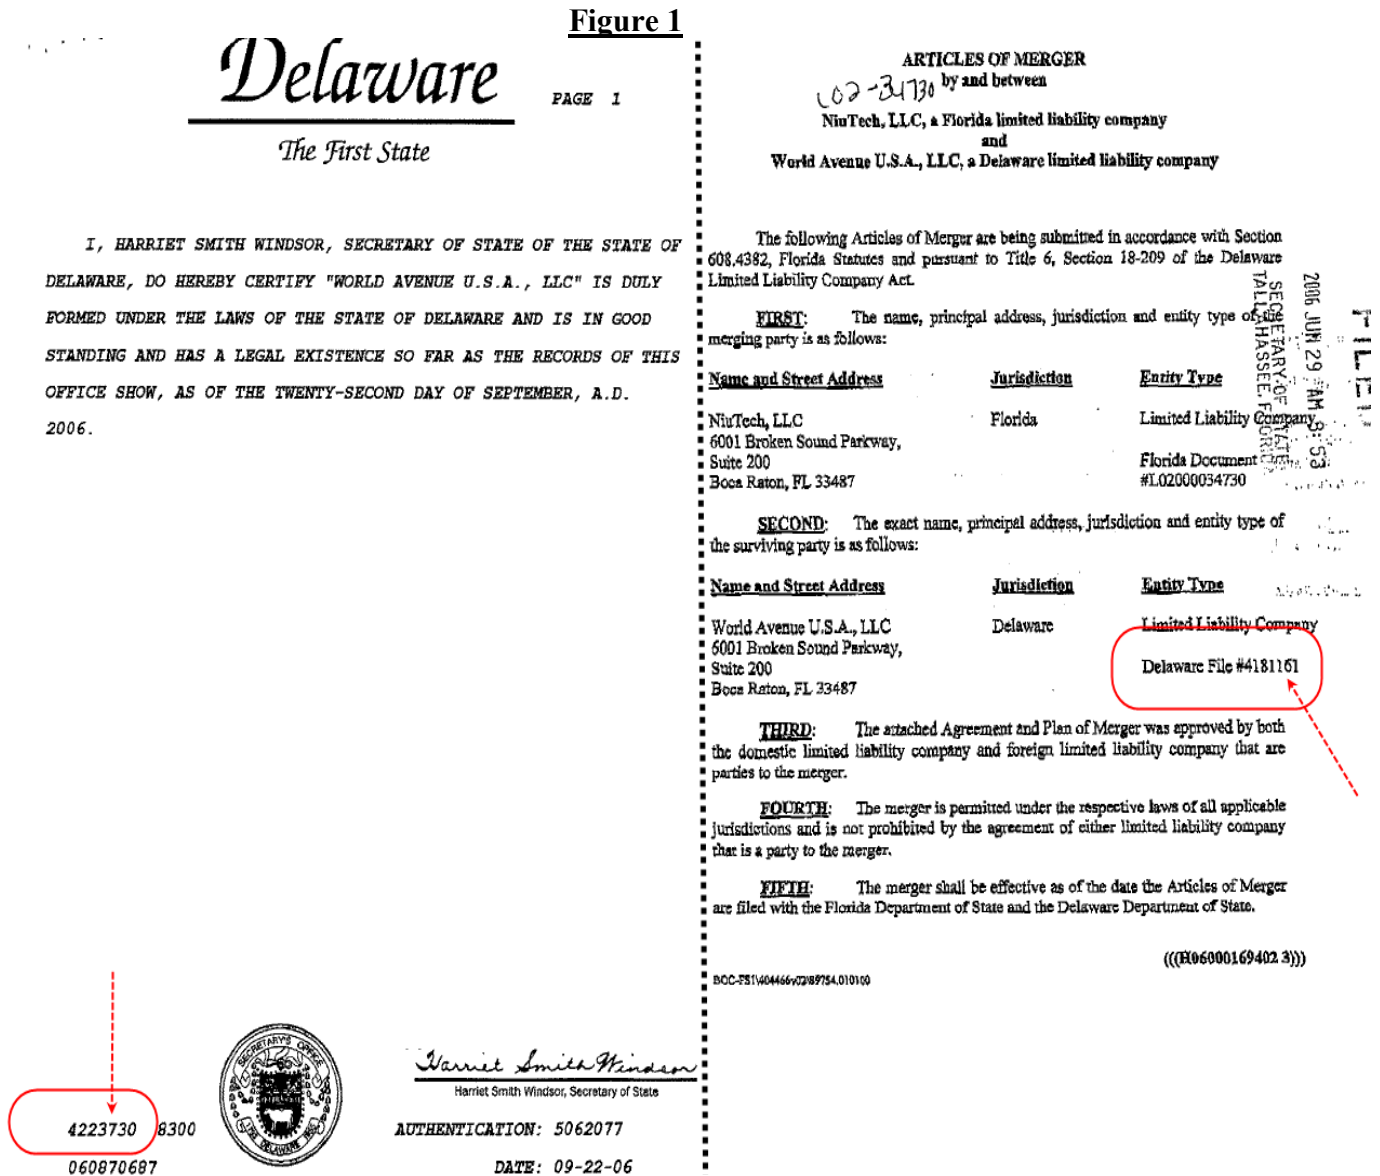 Figure 1
Delaware
PAGE 1
The First State
I, HARRIET SMITH WINDSOR, SECRETARY OF STATE OF THE STATE OF
DELAWARE, DO HEREBY CERTIFY "WORLD AVENUE U.S.A., LLC" IS DULY
FORMED UNDER THE LAWS OF THE STATE OF DELAWARE AND IS IN GOOD
STANDING AND HAS A LEGAL EXISTENCE SO FAR AS THE RECORDS OF THIS
OFFICE SHOW, AS OF THE TWENTY-SECOND DAY OF SEPTEMBER, A.D.
2006.
Harriet Smith Windsor
Harriet Smith Windsor, Secretary of State
SECRETARY'S OFFICE
DELAWARE
4223730 8300
AUTHENTICATION: 5062077
060870687
DATE: 09-22-06
ARTICLES OF MERGER
L02-34730 by and between
NiuTech, LLC, a Florida limited liability company
and
World Avenue U.S.A., LLC, a Delaware limited liability company
The following Articles of Merger are being submitted in accordance with Section
608.4382, Florida Statutes and pursuant to Title 6, Section 18-209 of the Delaware
Limited Liability Company Act.
FIRST: The name, principal address, jurisdiction and entity type of the
merging party is as follows:
Name and Street Address Jurisdiction Entity Type
NiuTech, LLC Florida Limited Liability Company
6001 Broken Sound Parkway,
Suite 200 Florida Document
Boca Raton, FL 33487 #L02000034730
SECOND: The exact name, principal address, jurisdiction and entity type of
the surviving party is as follows:
Name and Street Address Jurisdiction Entity Type
World Avenue U.S.A., LLC Delaware Limited Liability Company
6001 Broken Sound Parkway,
Suite 200 Delaware File #4181161
Boca Raton, FL 33487
THIRD: The attached Agreement and Plan of Merger was approved by both
the domestic limited liability company and foreign limited liability company that are
parties to the merger.
FOURTH: The merger is permitted under the respective laws of all applicable
jurisdictions and is not prohibited by the agreement of either limited liability company
that is a party to the merger.
FIFTH: The merger shall be effective as of the date the Articles of Merger
are filed with the Florida Department of State and the Delaware Department of State.
(((H06000169402 3)))
BOC-FS1\404466v02\89754.010100
FILED
2006 JUN 29 AM 8: 53
SECRETARY OF STATE
TALLAHASSEE, FLORIDA